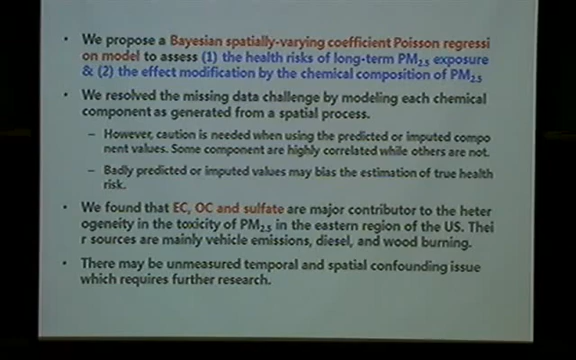 • We propose a Bayesian spatially-varying coefficient Poisson regressi
on model to assess (1) the health risks of long-term PM2.5 exposure
& (2) the effect modification by the chemical composition of PM2.5
• We resolved the missing data challenge by modeling each chemical
component as generated from a spatial process.
– However, caution is needed when using the predicted or imputed compo
nent values. Some component are highly correlated while others are not.
– Badly predicted or imputed values may bias the estimation of true health
risk.
• We found that EC, OC and sulfate are major contributor to the heter
ogeneity in the toxicity of PM2.5 in the eastern region of the US. Thei
r sources are mainly vehicle emissions, diesel, and wood burning.
• There may be unmeasured temporal and spatial confounding issue
which requires further research.